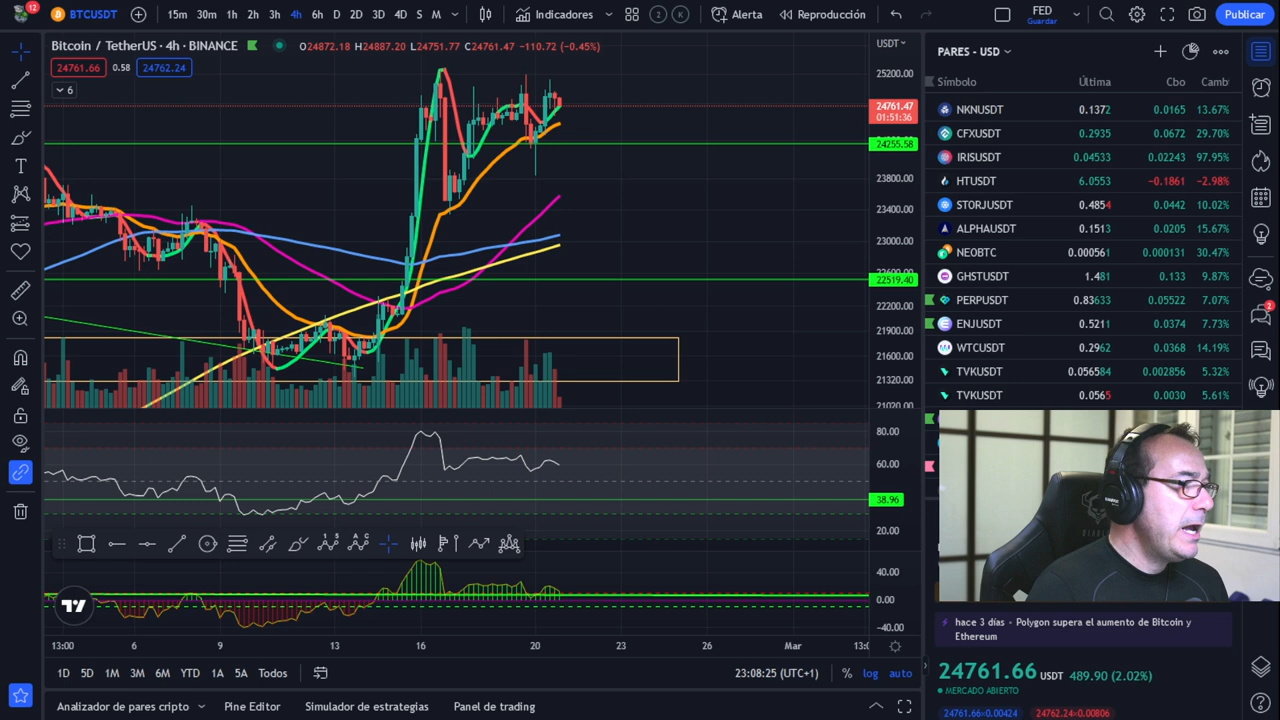 12
BTCUSDT
15m 30m 1h 2h 3h 4h 6h D 2D 3D 4D S M
Indicadores
2 K
Alerta
Reproducción
FED
Guardar
Publicar
Bitcoin / TetherUS · 4h · BINANCE
O24872.18 H24887.20 L24751.77 C24761.47 −110.72 (−0.45%)
24761.66 0.58 24762.24
6
USDT
25200.00
24761.47
01:51:36
24255.58
23800.00
23400.00
23000.00
22519.40
22200.00
21900.00
21600.00
21320.00
21020.00
80.00
60.00
38.96
20.00
40.00
0.00
−40.00
13:00 6 9 13 16 20 23 Mar 13:0
1D 5D 1M 3M 6M YTD 1A 5A Todos
23:08:25 (UTC+1)
% log auto
Analizador de pares cripto
Pine Editor
Simulador de estrategias
Panel de trading
PARES - USD
Símbolo Última Cbo Camb
NKNUSDT 0.1372 0.0165 13.67%
CFXUSDT 0.2935 0.0672 29.70%
IRISUSDT 0.04533 0.02243 97.95%
HTUSDT 6.0553 −0.1861 −2.98%
STORJUSDT 0.4854 0.0442 10.02%
ALPHAUSDT 0.1513 0.0205 15.67%
NEOBTC 0.000561 0.000131 30.47%
GHSTUSDT 1.481 0.133 9.87%
PERPUSDT 0.83633 0.05522 7.07%
ENJUSDT 0.5211 0.0374 7.73%
WTCUSDT 0.2962 0.0368 14.19%
TVKUSDT 0.056584 0.002856 5.32%
TVKUSDT 0.0565 0.0030 5.61%
2
hace 3 días - Polygon supera el aumento de Bitcoin y
Ethereum
24761.66 USDT 489.90 (2.02%)
MERCADO ABIERTO
24761.66×0.00424 24762.24×0.00806